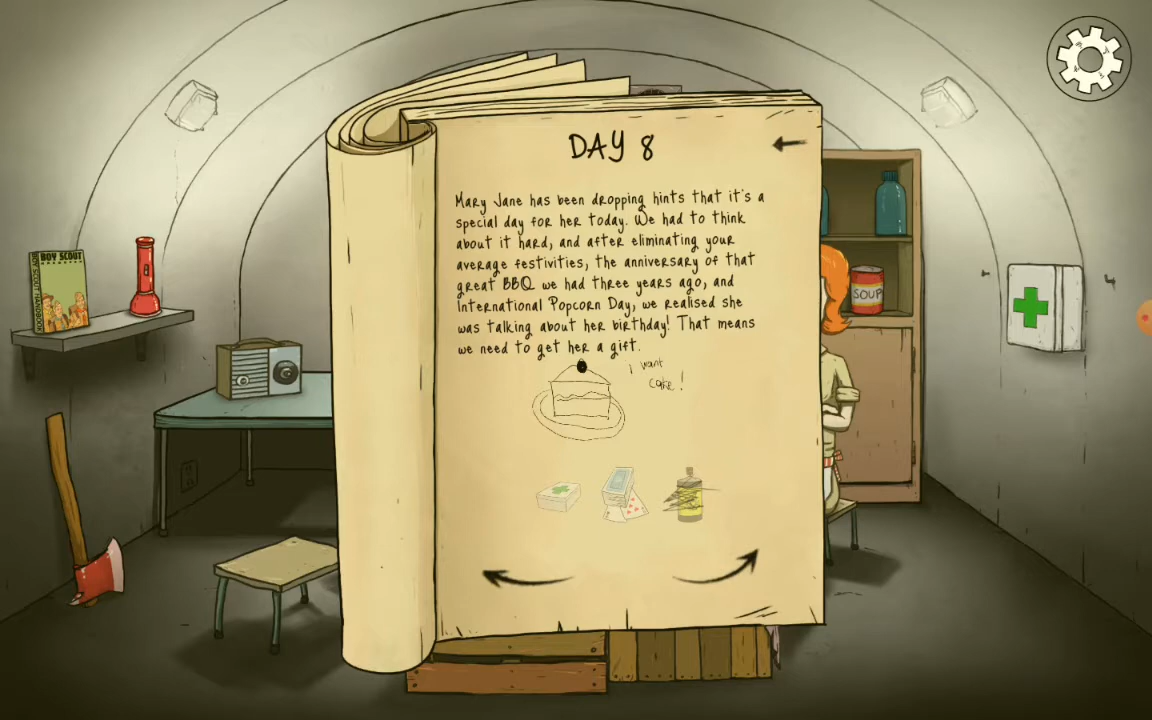 DAY 8
Mary Jane has been dropping hints that it's a
special day for her today. We had to think
about it hard, and after eliminating your
average festivities, the anniversary of that
great BBQ we had three years ago, and
International Popcorn Day, we realised she
was talking about her birthday! That means
we need to get her a gift.
i want
cake!
BOY SCOUT
BOY SCOUT HANDBOOK
SOUP